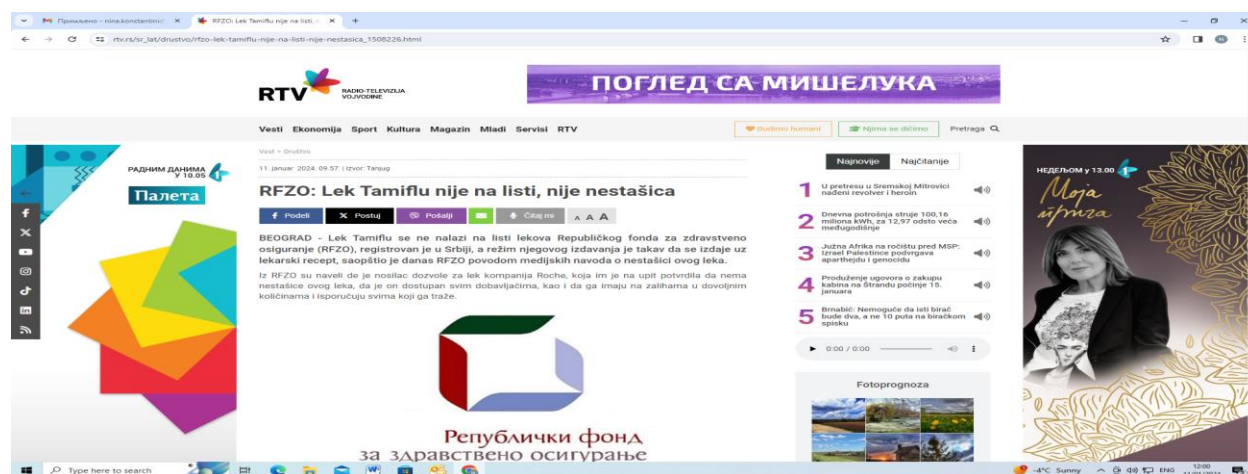 Примљено - nina.konstantinic
RFZO: Lek Tamiflu nije na listi, n
rtv.rs/sr_lat/drustvo/rfzo-lek-tamiflu-nije-na-listi-nije-nestasica_1508226.html
RTV
RADIO-TELEVIZIJA
VOJVODINE
ПОГЛЕД СА МИШЕЛУКА
Vesti Ekonomija Sport Kultura Magazin Mladi Servisi RTV
Budimo humani
Njima se dičimo
Pretraga
РАДНИМ ДАНИМА
У 10.05
Палета
Vesti > Društvo
11. januar 2024. 09.57 | Izvor: Tanjug
RFZO: Lek Tamiflu nije na listi, nije nestašica
Podeli
Postuj
Pošalji
Čitaj mi
A A A
BEOGRAD - Lek Tamiflu se ne nalazi na listi lekova Republičkog fonda za zdravstveno
osiguranje (RFZO), registrovan je u Srbiji, a režim njegovog izdavanja je takav da se izdaje uz
lekarski recept, saopštio je danas RFZO povodom medijskih navoda o nestašici ovog leka.
Iz RFZO su naveli de je nosilac dozvole za lek kompanija Roche, koja im je na upit potvrdila da nema
nestašice ovog leka, da je on dostupan svim dobavljačima, kao i da ga imaju na zalihama u dovoljnim
količinama i isporučuju svima koji ga traže.
Републички фонд
за здравствено осигурање
Najnovije
Najčitanije
1
U pretresu u Sremskoj Mitrovici
nađeni revolver i heroin
2
Dnevna potrošnja struje 100,16
miliona kWh, za 12,97 odsto veća
međugodišnje
3
Južna Afrika na ročištu pred MSP:
Izrael Palestince podvrgava
aparthejdu i genocidu
4
Produženje ugovora o zakupu
kabina na Štrandu počinje 15.
januara
5
Brnabić: Nemoguće da isti birač
bude dva, a ne 10 puta na biračkom
spisku
0:00 / 0:00
Fotoprognoza
НЕДЕЉОМ у 13.00
Моја
прича
Type here to search
-4°C Sunny
ENG
12:00
11/01/2024